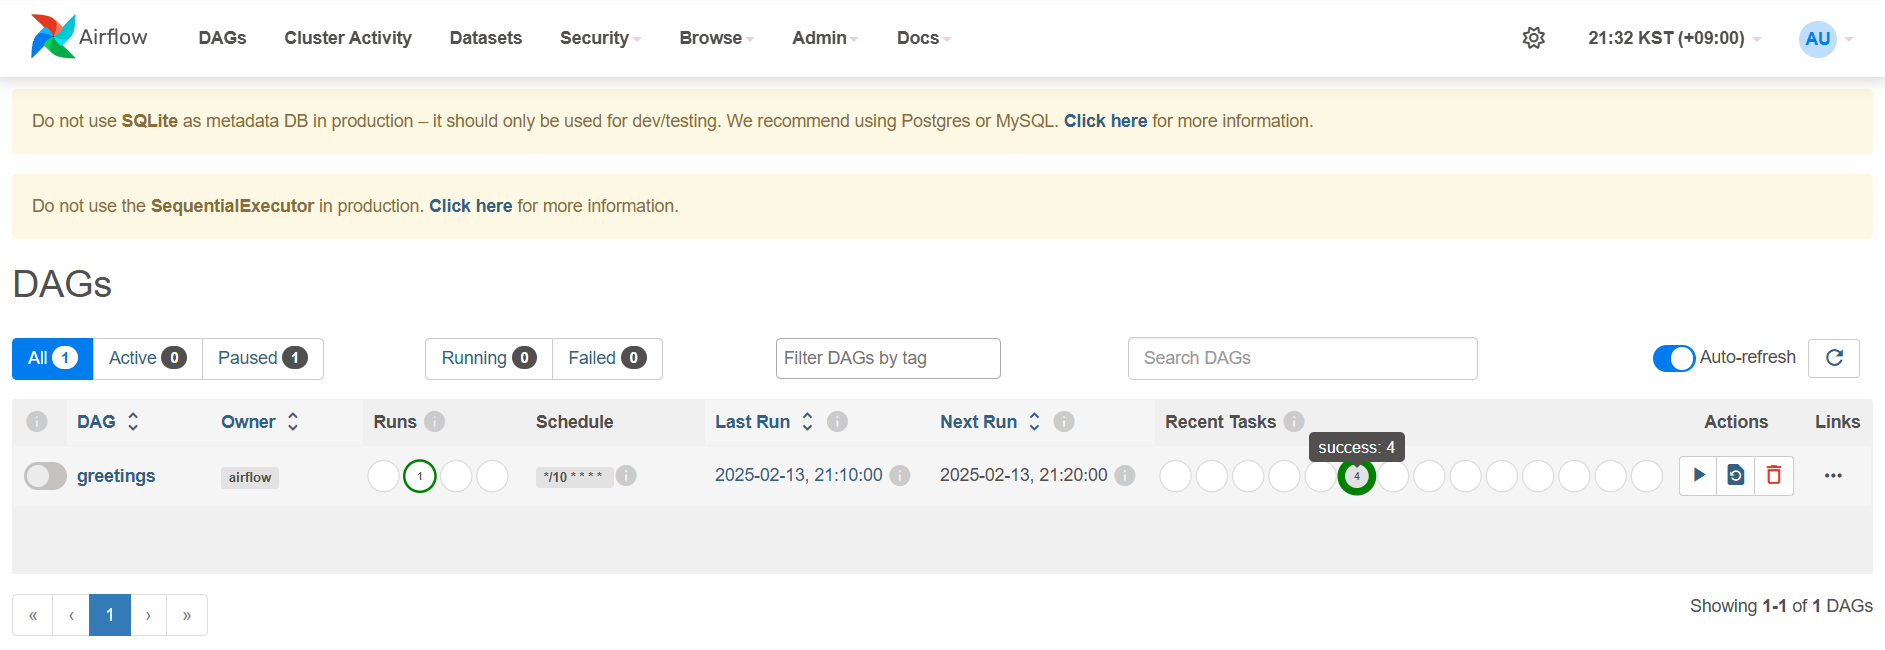 Airflow DAGs Cluster Activity Datasets Security Browse Admin Docs 21:32 KST (+09:00) AU
Do not use SQLite as metadata DB in production – it should only be used for dev/testing. We recommend using Postgres or MySQL. Click here for more information.
Do not use the SequentialExecutor in production. Click here for more information.
DAGs
All 1 Active 0 Paused 1 Running 0 Failed 0 Filter DAGs by tag Search DAGs Auto-refresh
i DAG Owner Runs i Schedule Last Run i Next Run i Recent Tasks i Actions Links
success: 4
greetings airflow 1 */10 * * * * i 2025-02-13, 21:10:00 i 2025-02-13, 21:20:00 i 4 ...
« ‹ 1 › »
Showing 1-1 of 1 DAGs